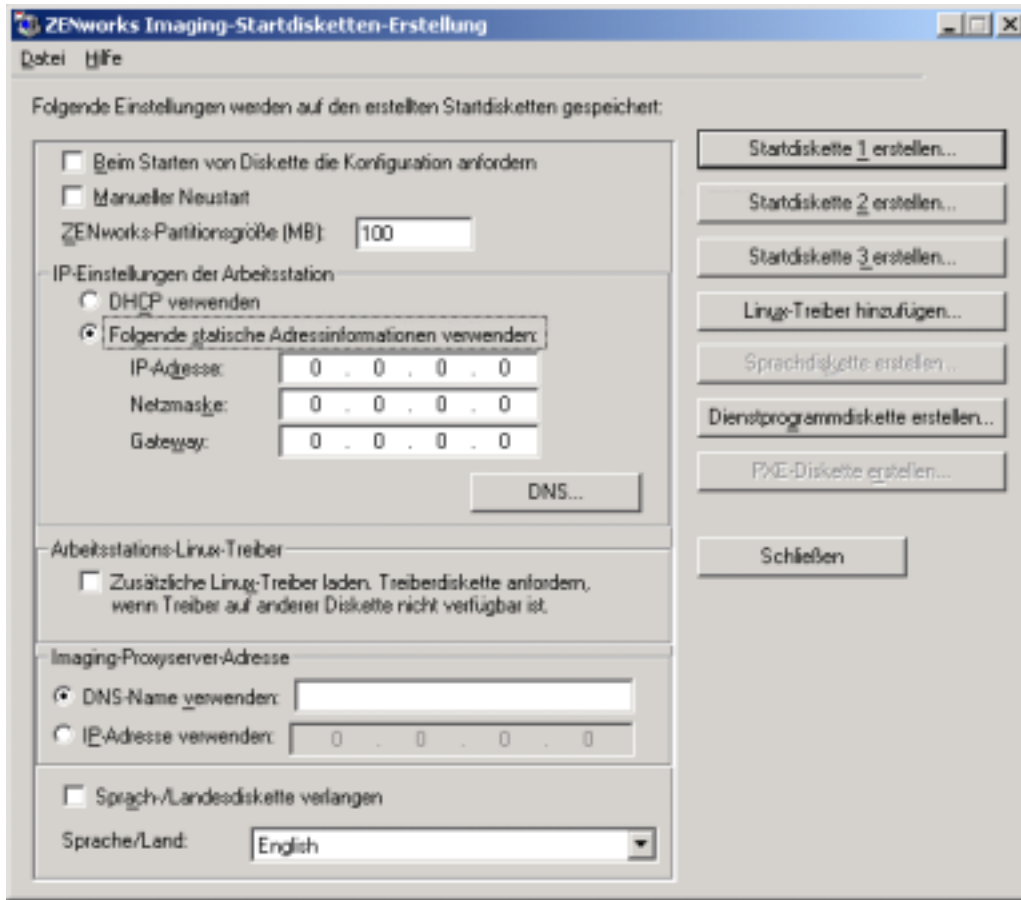 ZENworks Imaging-Startdisketten-Erstellung
Datei Hilfe
Folgende Einstellungen werden auf den erstellten Startdisketten gespeichert:
Beim Starten von Diskette die Konfiguration anfordern
Manueller Neustart
ZENworks-Partitionsgröße (MB): 100
IP-Einstellungen der Arbeitsstation
DHCP verwenden
Folgende statische Adressinformationen verwenden:
IP-Adresse: 0 . 0 . 0 . 0
Netzmaske: 0 . 0 . 0 . 0
Gateway: 0 . 0 . 0 . 0
DNS...
Arbeitsstations-Linux-Treiber
Zusätzliche Linux-Treiber laden. Treiberdiskette anfordern,
wenn Treiber auf anderer Diskette nicht verfügbar ist.
Imaging-Proxyserver-Adresse
DNS-Name verwenden:
IP-Adresse verwenden: 0 . 0 . 0 . 0
Sprach-/Landesdiskette verlangen
Sprache/Land: English
Startdiskette 1 erstellen...
Startdiskette 2 erstellen...
Startdiskette 3 erstellen...
Linux-Treiber hinzufügen...
Sprachdiskette erstellen...
Dienstprogrammdiskette erstellen...
PXE-Diskette erstellen...
Schließen